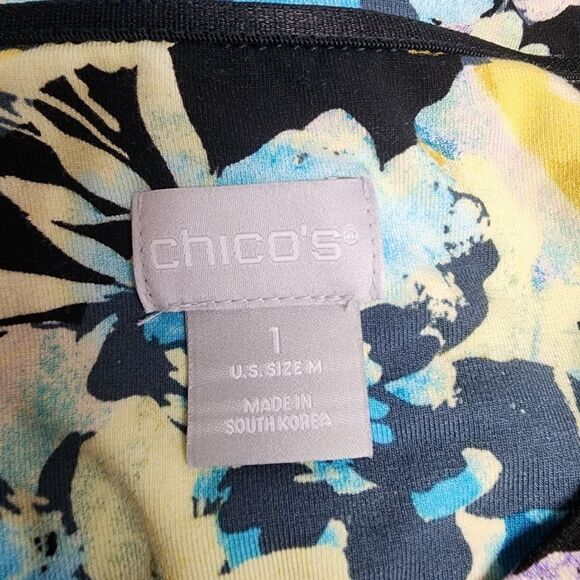 chico's®
1
U.S. SIZE M
MADE IN
SOUTH KOREA